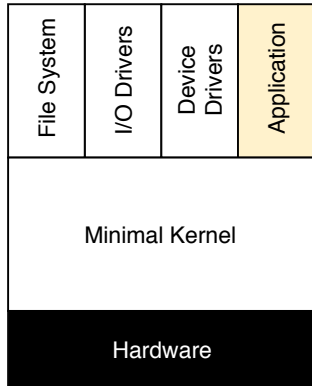 File System
I/O Drivers
Device
Drivers
Application
Minimal Kernel
Hardware